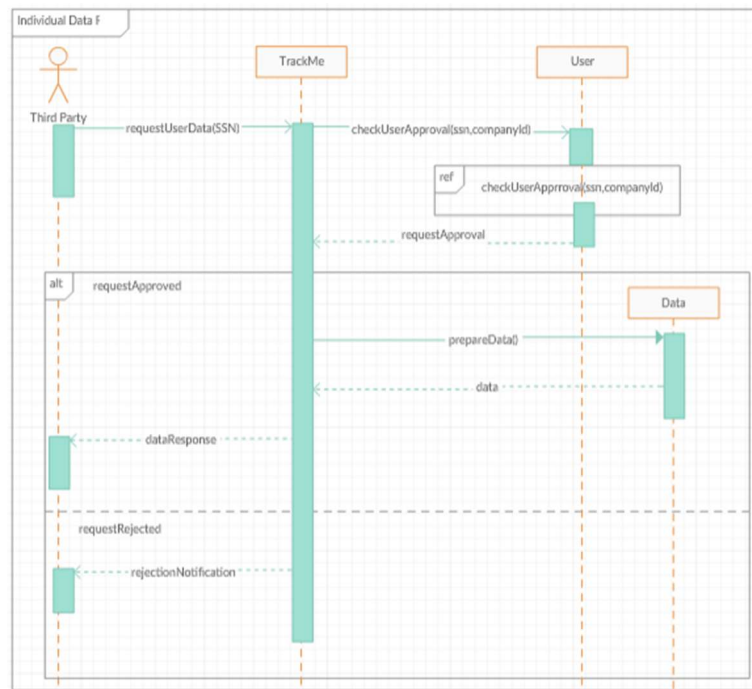 Individual Data F
TrackMe
User
Third Party
requestUserData(SSN)
checkUserApproval(ssn,companyId)
ref
checkUserApprroval(ssn,companyId)
requestApproval
alt
requestApproved
Data
prepareData()
data
dataResponse
requestRejected
rejectionNotification